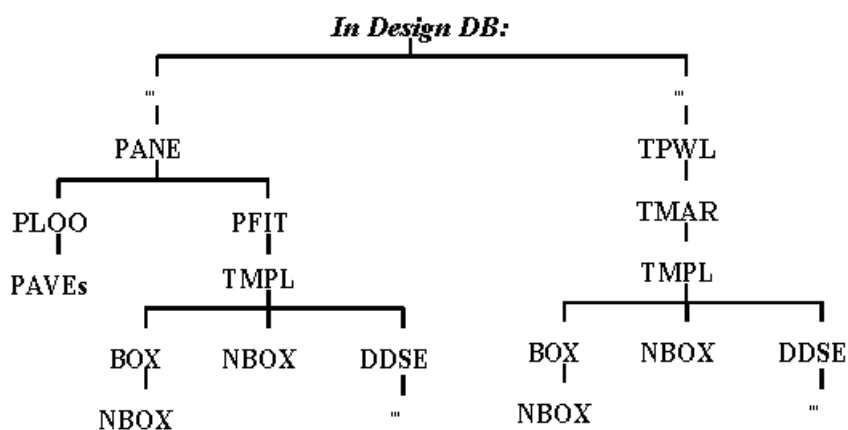 In Design DB:
''' '''
PANE TPWL
PLOO PFIT TMAR
PAVEs TMPL TMPL
BOX NBOX DDSE BOX NBOX DDSE
NBOX ''' NBOX '''